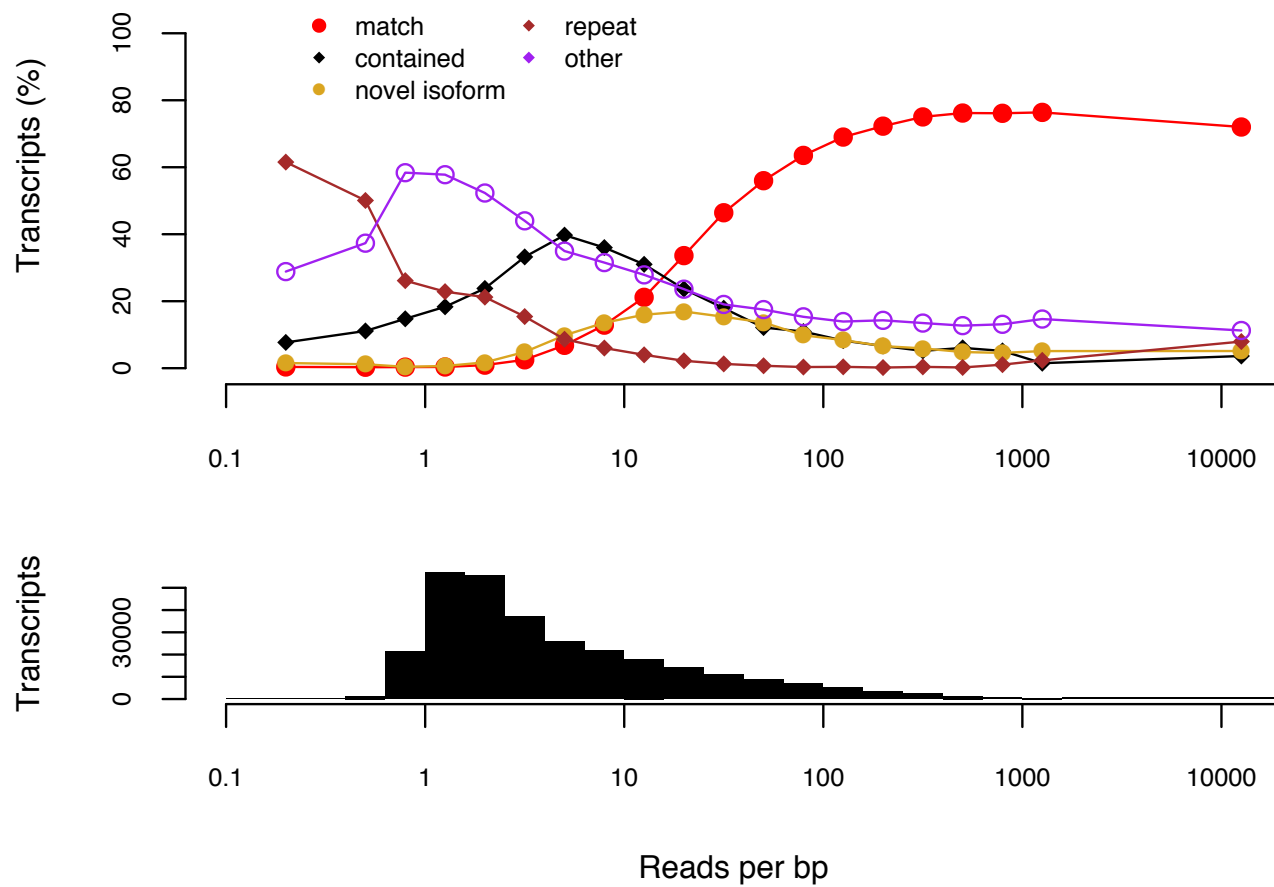 Transcripts (%)
100
80
60
40
20
0
match
contained
novel isoform
repeat
other
0.1 1 10 100 1000 10000
Transcripts
30000
0
0.1 1 10 100 1000 10000
Reads per bp